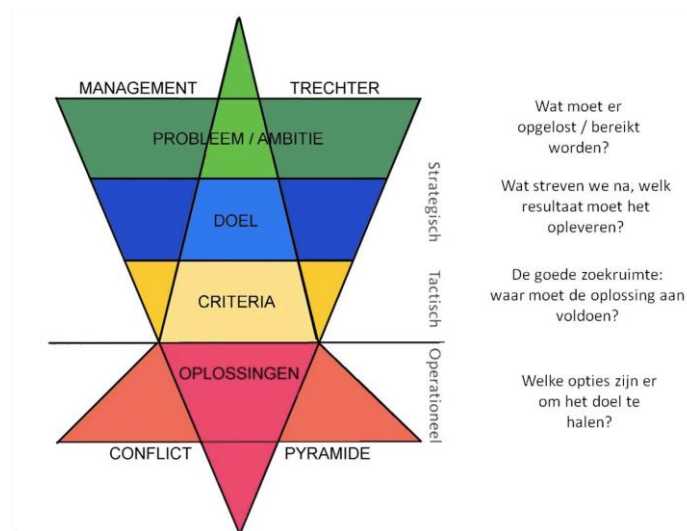 MANAGEMENT TRECHTER
PROBLEEM / AMBITIE
Wat moet er
opgelost / bereikt
worden?
Strategisch
DOEL
Wat streven we na, welk
resultaat moet het
opleveren?
Tactisch
CRITERIA
De goede zoekruimte:
waar moet de oplossing aan
voldoen?
Operationeel
OPLOSSINGEN
Welke opties zijn er
om het doel te
halen?
CONFLICT PYRAMIDE